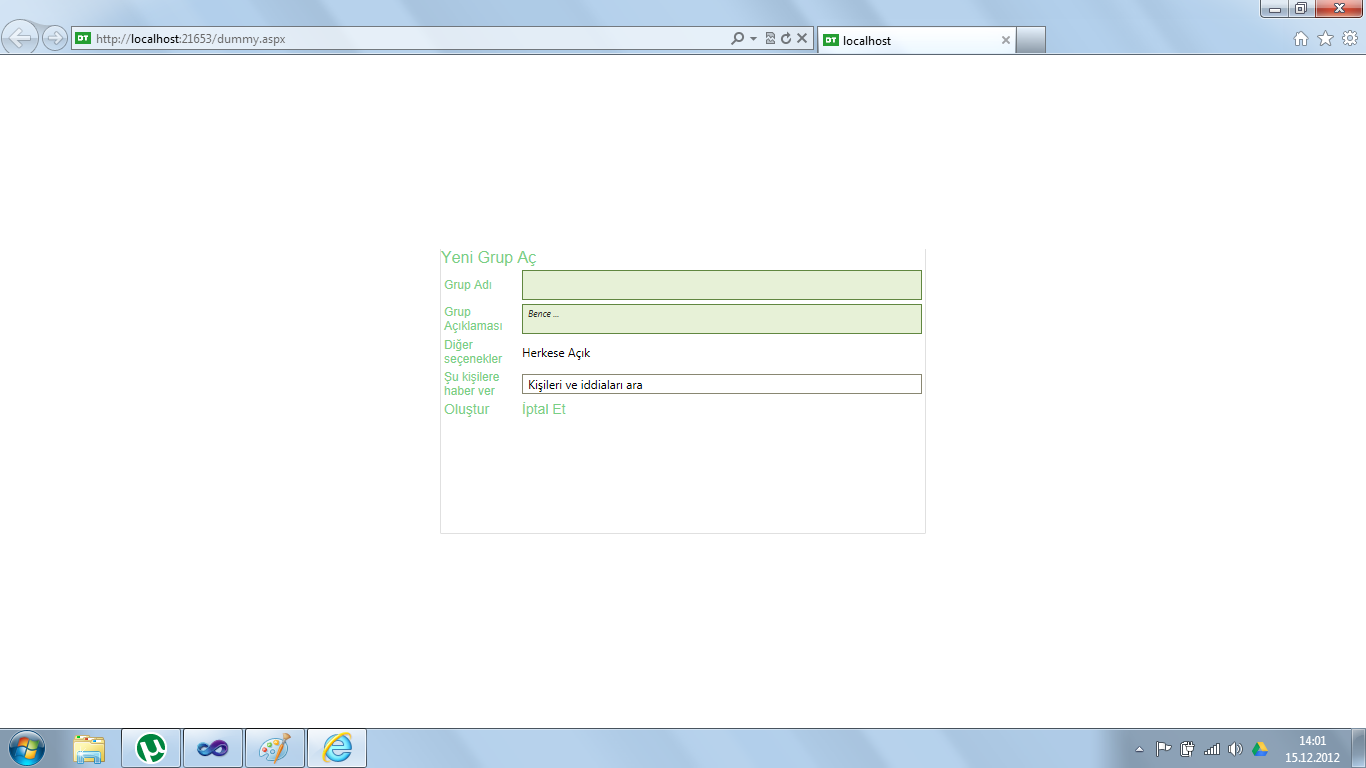 http://localhost:21653/dummy.aspx
DT localhost
Yeni Grup Aç
Grup Adı
Grup
Açıklaması
Bence ...
Diğer
seçenekler
Herkese Açık
Şu kişilere
haber ver
Kişileri ve iddiaları ara
Oluştur
İptal Et
14:01
15.12.2012